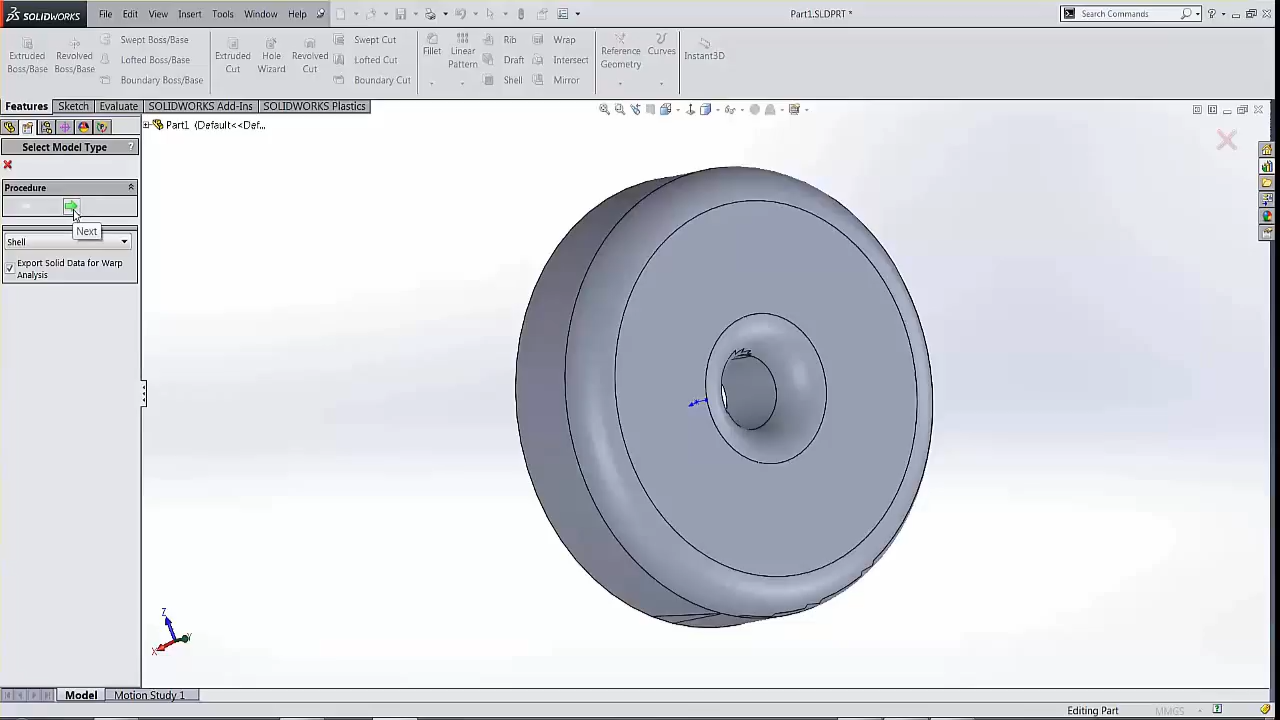 SOLIDWORKS File Edit View Insert Tools Window Help Part1.SLDPRT * Search Commands
Extruded Boss/Base
Revolved Boss/Base
Swept Boss/Base
Lofted Boss/Base
Boundary Boss/Base
Extruded Cut
Hole Wizard
Revolved Cut
Swept Cut
Lofted Cut
Boundary Cut
Fillet
Linear Pattern
Rib
Draft
Shell
Wrap
Intersect
Mirror
Reference Geometry
Curves
Instant3D
Features Sketch Evaluate SOLIDWORKS Add-Ins SOLIDWORKS Plastics
Part1 (Default<<Def...
Select Model Type ?
Procedure
Next
Shell
Export Solid Data for Warp
Analysis
Z
X
Y
Model Motion Study 1
Editing Part MMGS